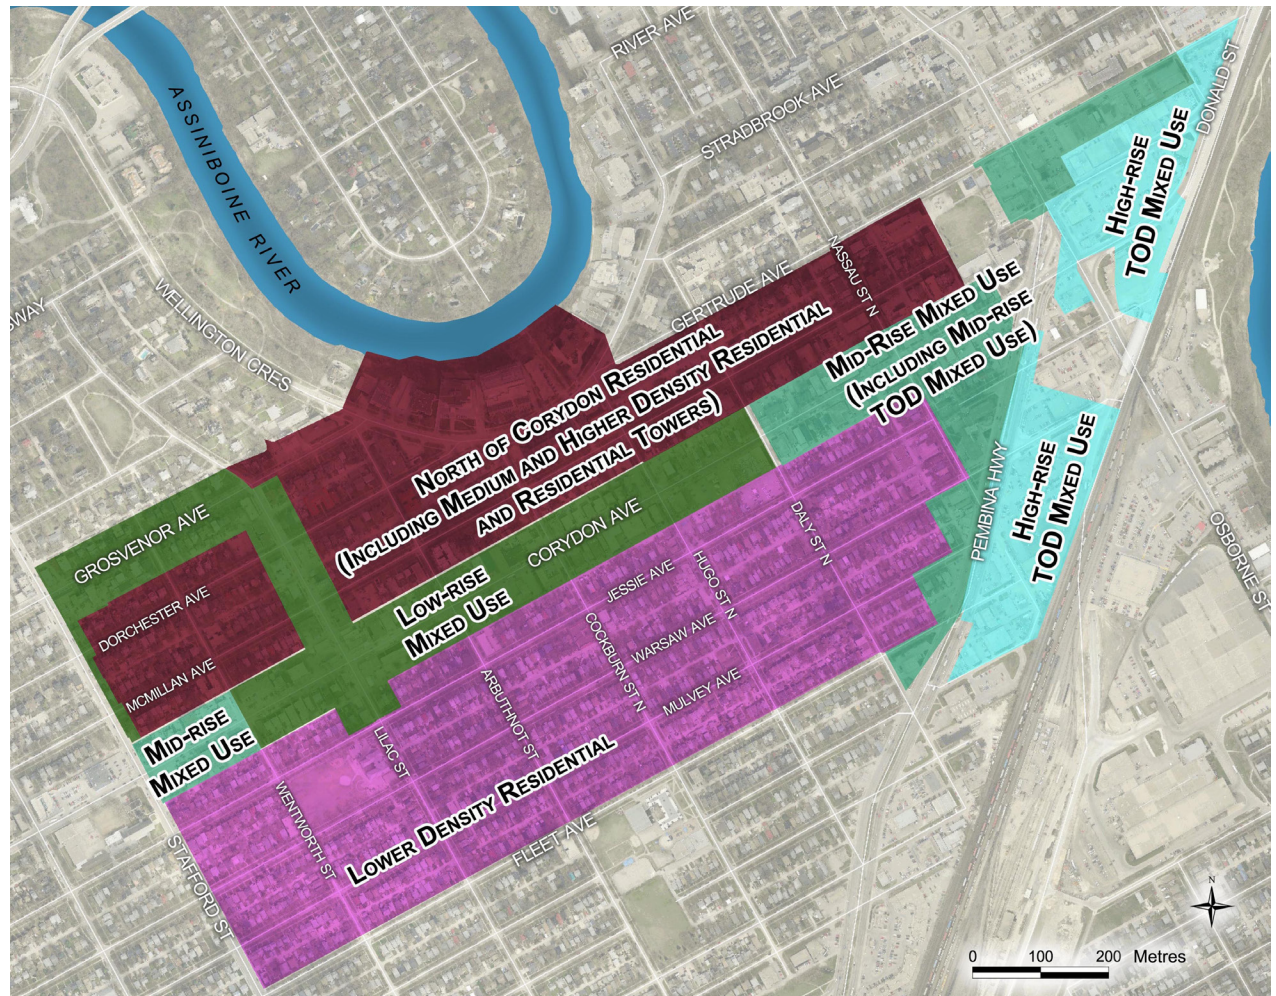 RIVER AVE
STRADBROOK AVE
DONALD ST
ASSINIBOINE RIVER
HIGH-RISE
TOD MIXED USE
WELLINGTON CRES
SWAY
NASSAU ST N
GERTRUDE AVE
MID-RISE MIXED USE
(INCLUDING MID-RISE
TOD MIXED USE)
NORTH OF CORYDON RESIDENTIAL
(INCLUDING MEDIUM AND HIGHER DENSITY RESIDENTIAL
AND RESIDENTIAL TOWERS)
GROSVENOR AVE
CORYDON AVE
PEMBINA HWY
HIGH-RISE
TOD MIXED USE
OSBORNE ST
DALY ST N
HUGO ST N
JESSIE AVE
LOW-RISE
MIXED USE
DORCHESTER AVE
COCKBURN ST N
WARSAW AVE
MCMILLAN AVE
ARBUTHNOT ST
MULVEY AVE
MID-RISE
MIXED USE
LILAC ST
WENTWORTH ST
LOWER DENSITY RESIDENTIAL
FLEET AVE
STAFFORD ST
N
0 100 200 Metres